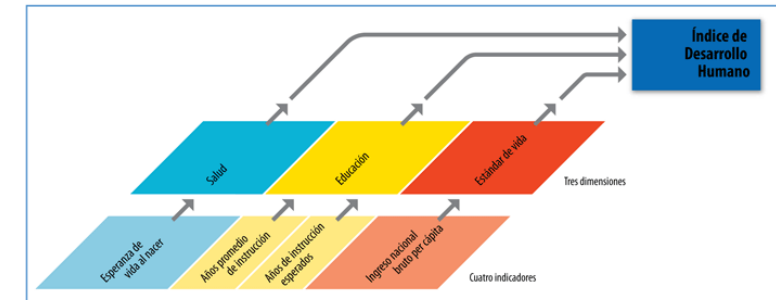 Índice de
Desarrollo
Humano
Salud
Educación
Estándar de vida
Tres dimensiones
Esperanza de
vida al nacer
Años promedio
de instrucción
Años de instrucción
esperados
Ingreso nacional
bruto per cápita
Cuatro indicadores